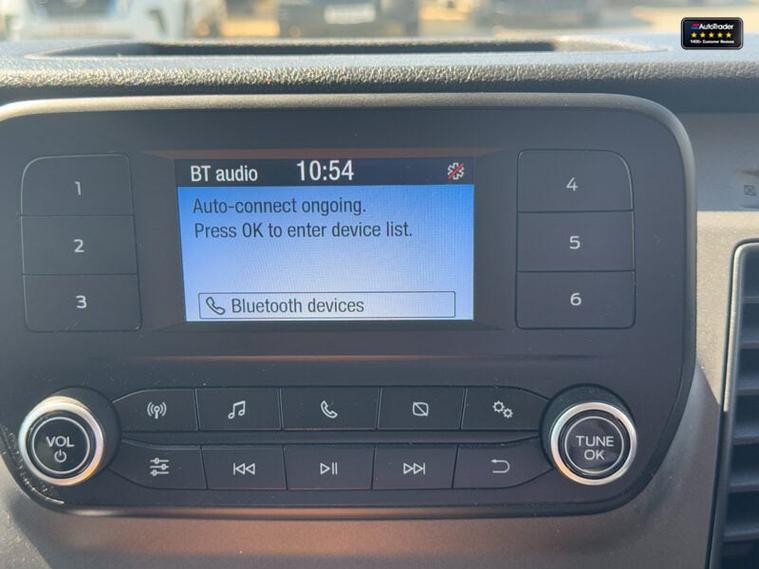 AutoTrader
BT audio 10:54
Auto-connect ongoing.
Press OK to enter device list.
Bluetooth devices
1
2
3
4
5
6
VOL
TUNE
OK